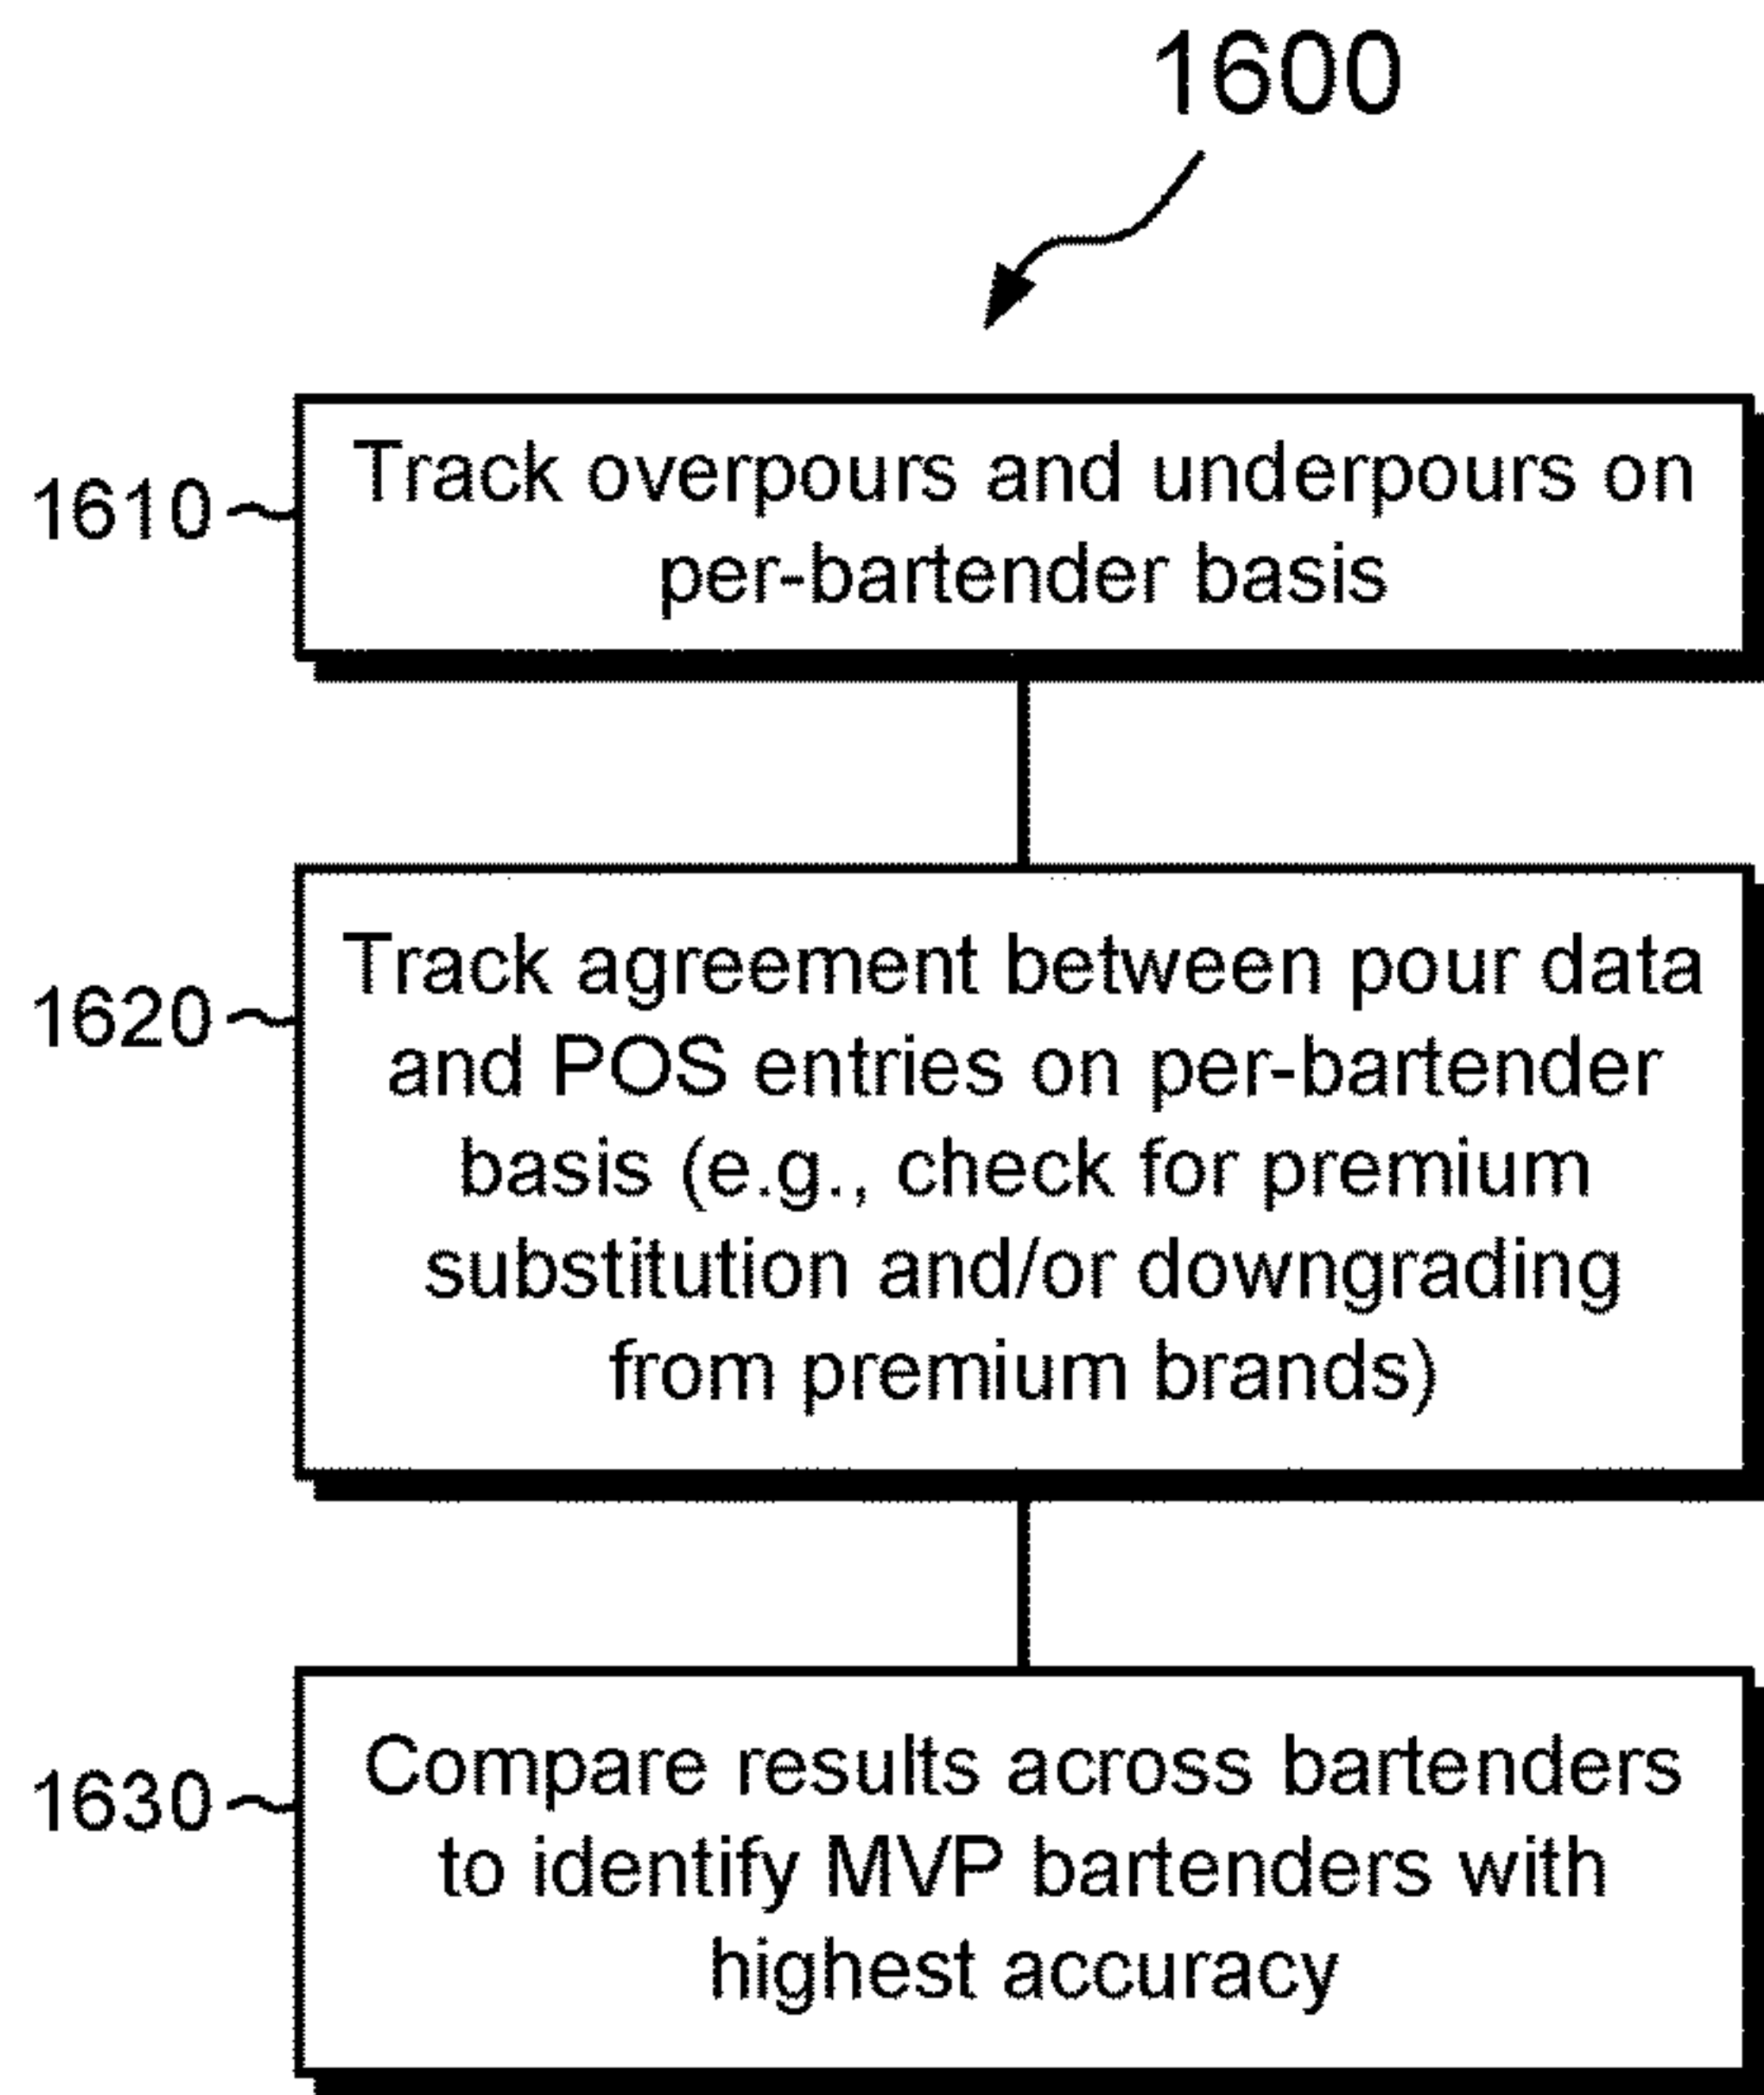 1600
1610
Track overpours and underpours on
per-bartender basis
1620
Track agreement between pour data
and POS entries on per-bartender
basis (e.g., check for premium
substitution and/or downgrading
from premium brands)
1630
Compare results across bartenders
to identify MVP bartenders with
highest accuracy